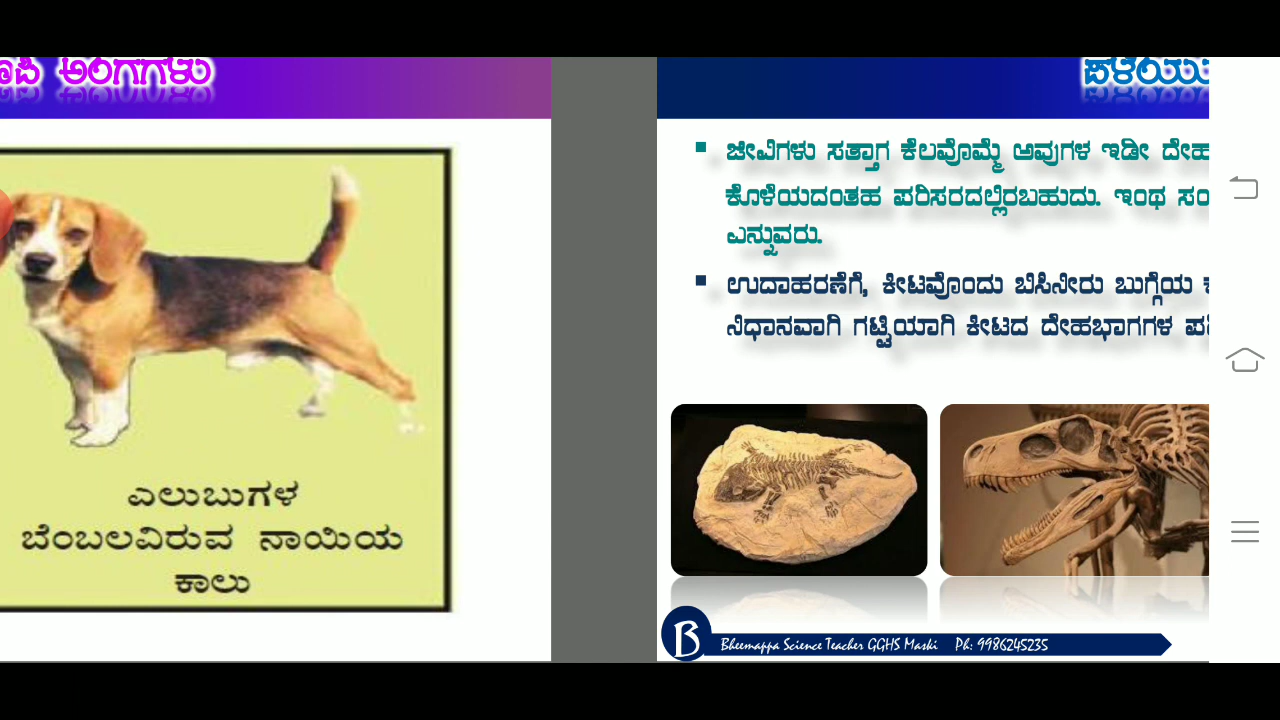 ಅಂಗಗಳು
ಎಲುಬುಗಳ
ಬೆಂಬಲವಿರುವ ನಾಯಿಯ
ಕಾಲು
ಪಳೆಯು
ಜೀವಿಗಳು ಸತ್ತಾಗ ಕೆಲವೊಮ್ಮೆ ಅವುಗಳ ಇಡೀ ದೇಹ
ಕೊಳೆಯದಂತಹ ಪರಿಸರದಲ್ಲಿರಬಹುದು. ಇಂಥ ಸಂ
ಎನ್ನುವರು.
ಉದಾಹರಣೆಗೆ, ಕೀಟವೊಂದು ಬಿಸಿನೀರು ಬುಗ್ಗೆಯ
ನಿಧಾನವಾಗಿ ಗಟ್ಟಿಯಾಗಿ ಕೀಟದ ದೇಹಭಾಗಗಳ
B
Bheemappa Science Teacher GGHS Maski Ph: 9986245235